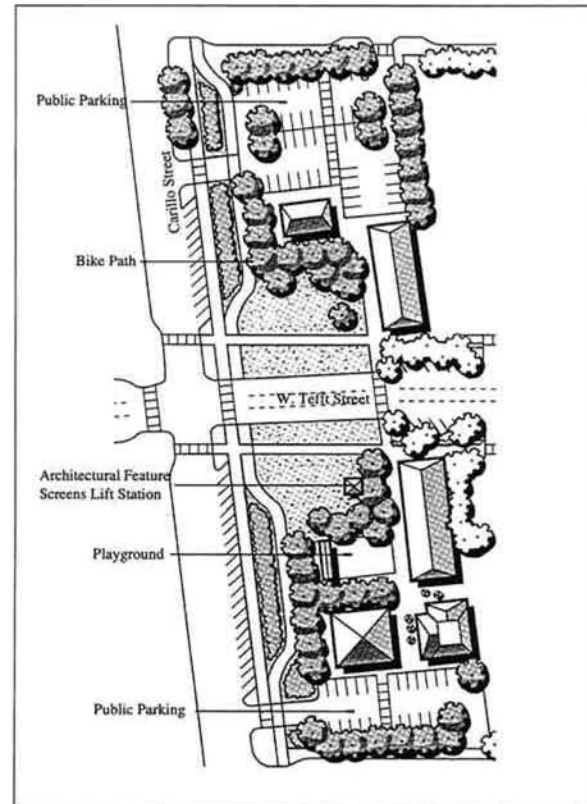 Public Parking
Carillo Street
Bike Path
W. Tefft Street
Architectural Feature
Screens Lift Station
Playground
Public Parking